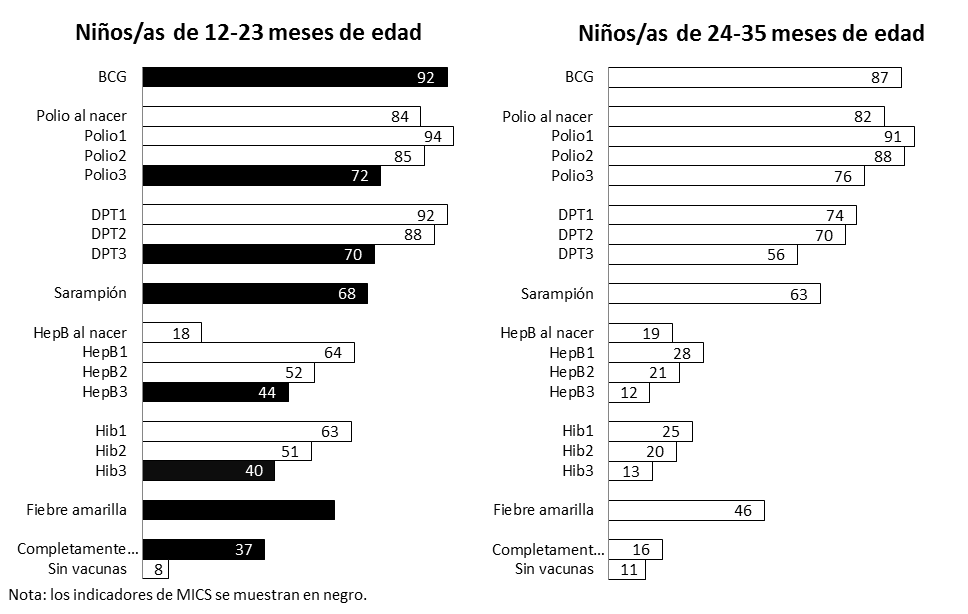 Niños/as de 12-23 meses de edad
BCG 92
Polio al nacer 84
Polio1 94
Polio2 85
Polio3 72
DPT1 92
DPT2 88
DPT3 70
Sarampión 68
HepB al nacer 18
HepB1 64
HepB2 52
HepB3 44
Hib1 63
Hib2 51
Hib3 40
Fiebre amarilla
Completamente... 37
Sin vacunas 8
Niños/as de 24-35 meses de edad
BCG 87
Polio al nacer 82
Polio1 91
Polio2 88
Polio3 76
DPT1 74
DPT2 70
DPT3 56
Sarampión 63
HepB al nacer 19
HepB1 28
HepB2 21
HepB3 12
Hib1 25
Hib2 20
Hib3 13
Fiebre amarilla 46
Completament... 16
Sin vacunas 11
Nota: los indicadores de MICS se muestran en negro.